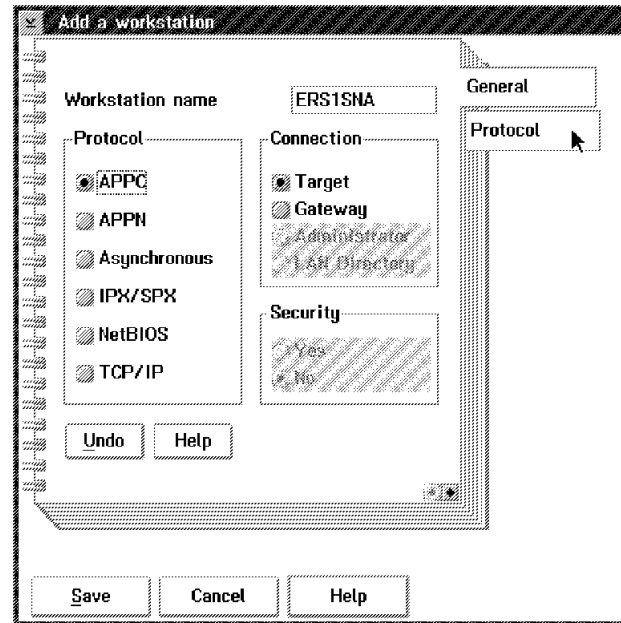 Add a workstation
General
Protocol
Workstation name ERS1SNA
Protocol
APPC
APPN
Asynchronous
IPX/SPX
NetBIOS
TCP/IP
Connection
Target
Gateway
Administrator
LAN Directory
Security
Yes
No
Undo Help
Save Cancel Help